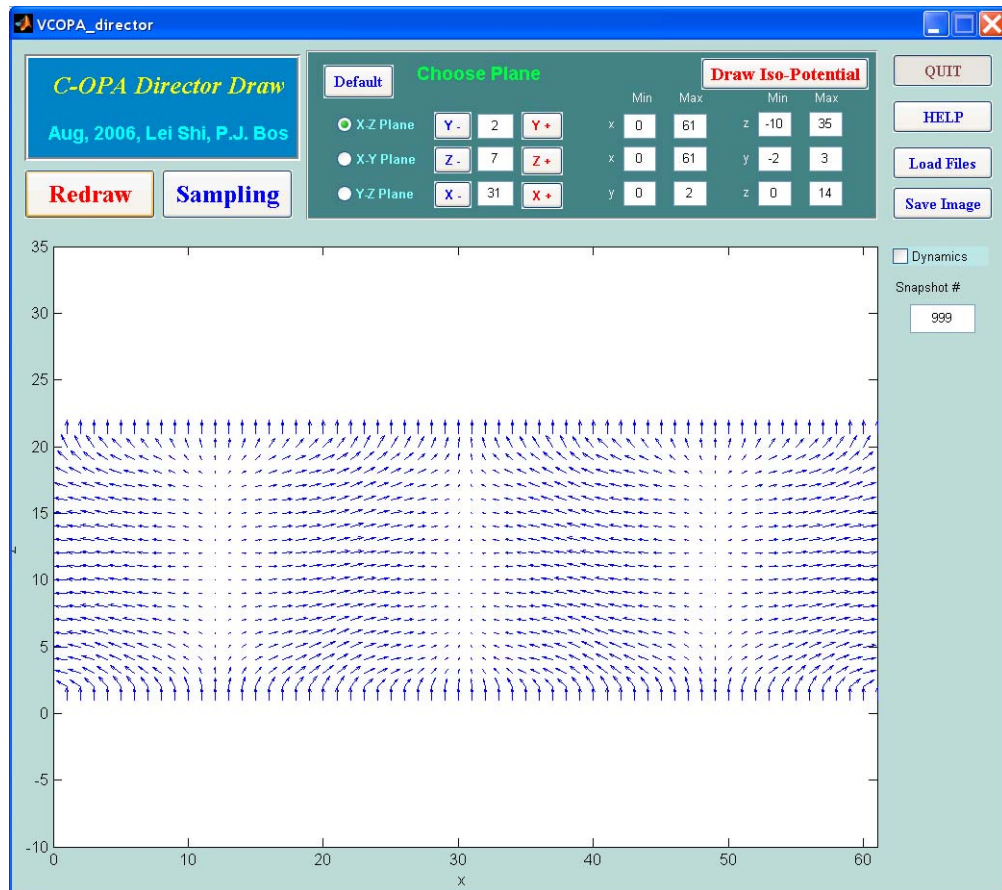 VCOPA_director
C-OPA Director Draw
Aug, 2006, Lei Shi, P.J. Bos
Redraw
Sampling
Default
Choose Plane
Draw Iso-Potential
Min Max Min Max
X-Z Plane Y - 2 Y + x 0 61 z -10 35
X-Y Plane Z - 7 Z + x 0 61 y -2 3
Y-Z Plane X - 31 X + y 0 2 z 0 14
QUIT
HELP
Load Files
Save Image
Dynamics
Snapshot #
999
35
30
25
20
15
10
5
0
-5
-10
0 10 20 30 40 50 60
x